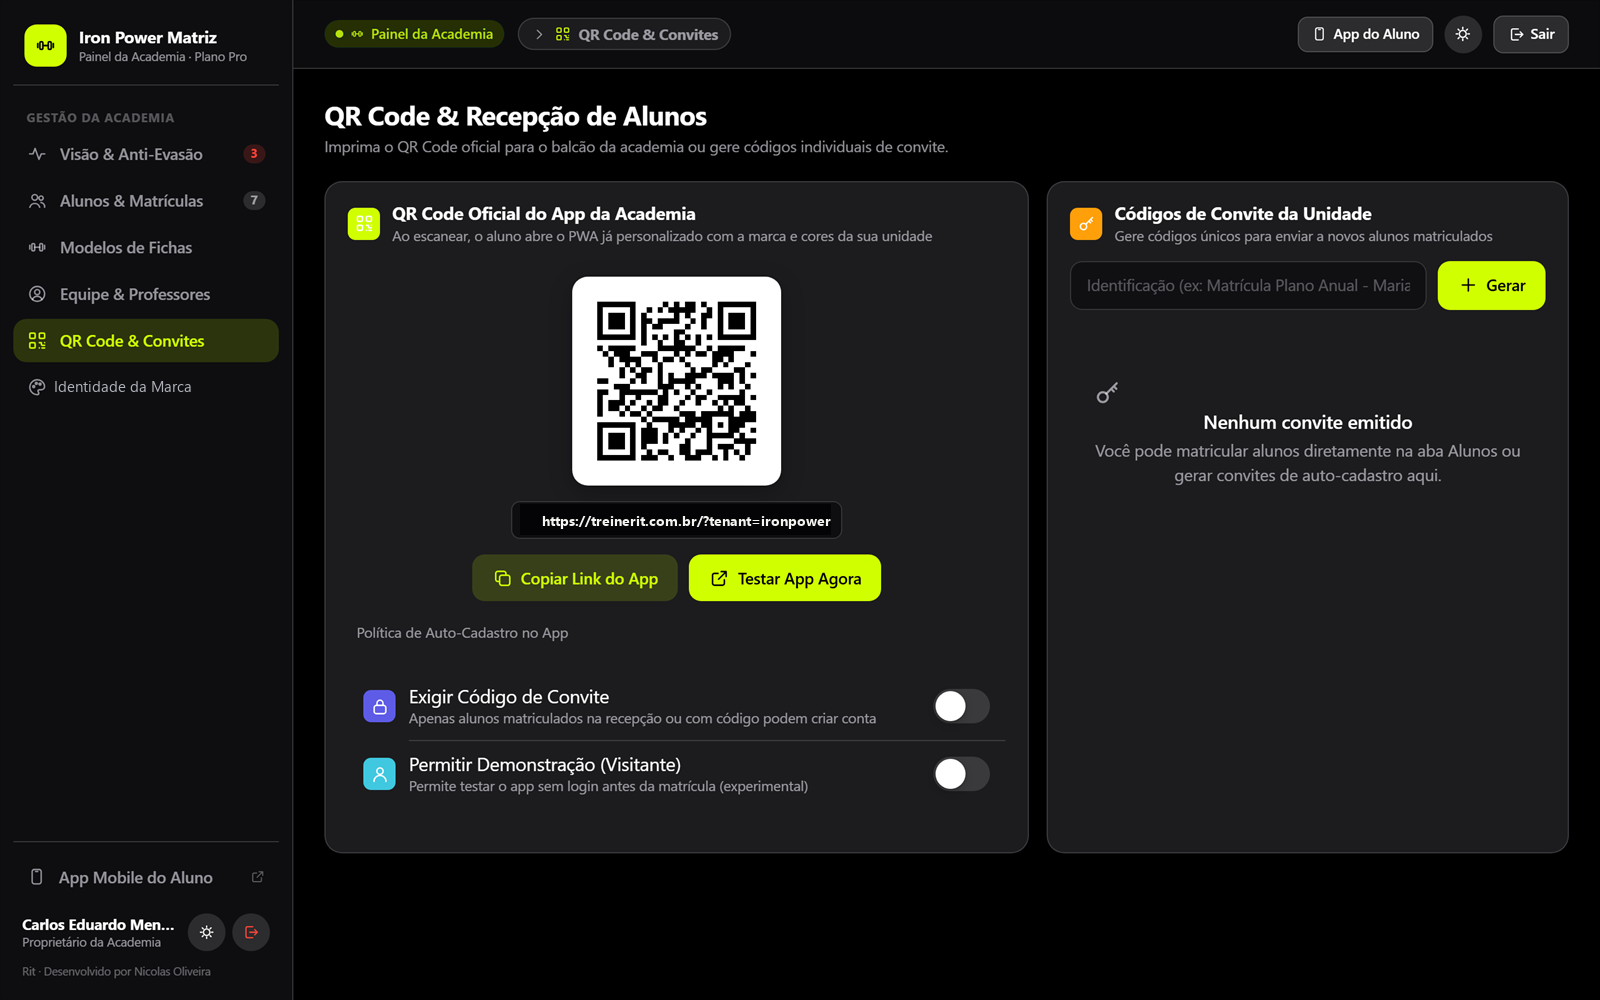 Iron Power Matriz
Painel da Academia · Plano Pro
GESTÃO DA ACADEMIA
Visão & Anti-Evasão 3
Alunos & Matrículas 7
Modelos de Fichas
Equipe & Professores
QR Code & Convites
Identidade da Marca
App Mobile do Aluno
Carlos Eduardo Men...
Proprietário da Academia
Rit · Desenvolvido por Nicolas Oliveira
Painel da Academia
QR Code & Convites
App do Aluno
Sair
QR Code & Recepção de Alunos
Imprima o QR Code oficial para o balcão da academia ou gere códigos individuais de convite.
QR Code Oficial do App da Academia
Ao escanear, o aluno abre o PWA já personalizado com a marca e cores da sua unidade
https://treinerit.com.br/?tenant=ironpower
Copiar Link do App
Testar App Agora
Política de Auto-Cadastro no App
Exigir Código de Convite
Apenas alunos matriculados na recepção ou com código podem criar conta
Permitir Demonstração (Visitante)
Permite testar o app sem login antes da matrícula (experimental)
Códigos de Convite da Unidade
Gere códigos únicos para enviar a novos alunos matriculados
Identificação (ex: Matrícula Plano Anual - Maria
Gerar
Nenhum convite emitido
Você pode matricular alunos diretamente na aba Alunos ou
gerar convites de auto-cadastro aqui.